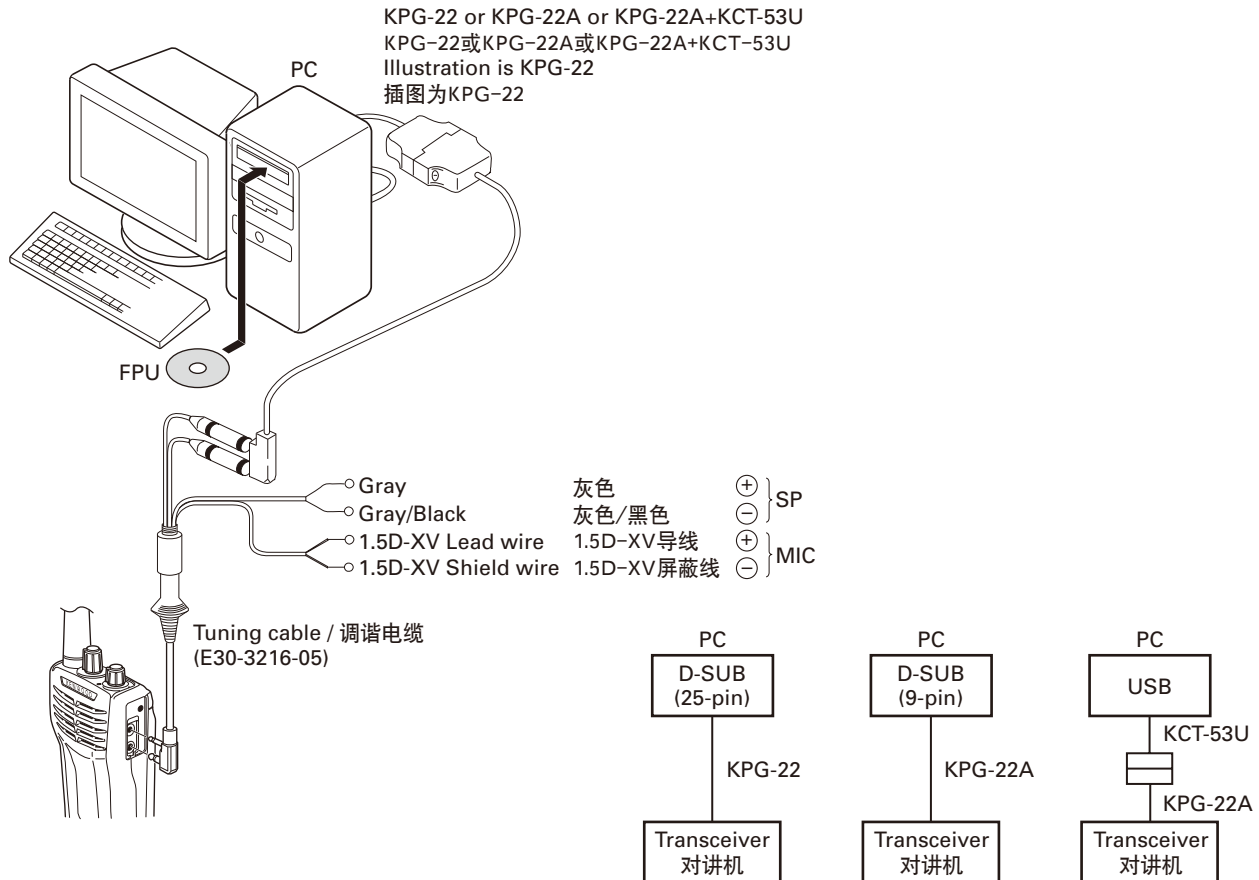 KPG-22 or KPG-22A or KPG-22A+KCT-53U
KPG-22或KPG-22A或KPG-22A+KCT-53U
Illustration is KPG-22
插图为KPG-22
PC
FPU
Gray 灰色 + SP
Gray/Black 灰色/黑色 −
1.5D-XV Lead wire 1.5D-XV导线 + MIC
1.5D-XV Shield wire 1.5D-XV屏蔽线 −
Tuning cable / 调谐电缆
(E30-3216-05)
KENWOOD
PC
D-SUB
(25-pin)
KPG-22
Transceiver
对讲机
PC
D-SUB
(9-pin)
KPG-22A
Transceiver
对讲机
PC
USB
KCT-53U
KPG-22A
Transceiver
对讲机